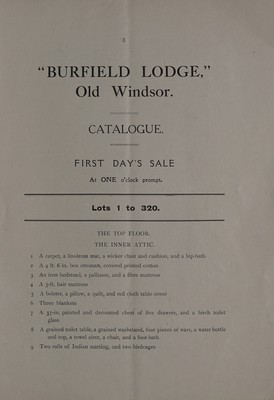 "BURFIELD LODGE,"
Old Windsor.
CATALOGUE.
FIRST DAY'S SALE
At ONE o'clock prompt.
Lots 1 to 320.
THE TOP FLOOR.
THE INNER ATTIC.
1 A carpet, a linoleum mat, a wicker chair and cushion, and a hip-bath
2 A 4 ft. 6 in. box ottoman, covered printed cotton
3 An iron bedstead, a palliasse, and a fibre mattress
4 A 3-ft. hair mattress
5 A bolster, a pillow, a quilt, and red cloth table cover
6 Three blankets
7 A 37-in. painted and decorated chest of five drawers, and a birch toilet
glass
8 A grained toilet table, a grained washstand, four pieces of ware, a water bottle
and cup, a towel airer, a chair, and a foot bath
9 Two rolls of Indian matting, and two birdcages